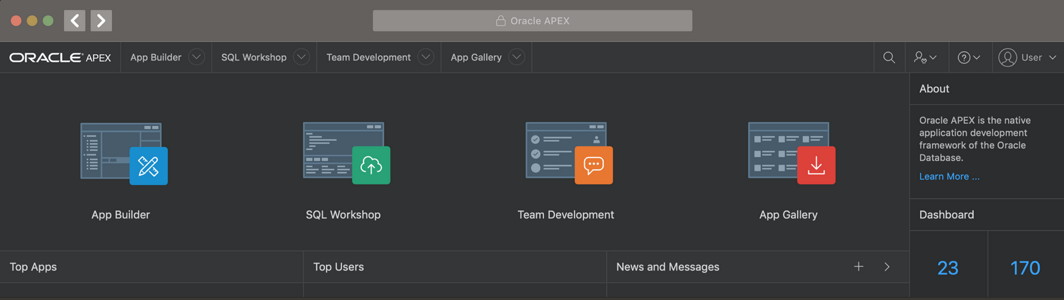 Oracle APEX
ORACLE APEX App Builder SQL Workshop Team Development App Gallery User
About
Oracle APEX is the native
application development
framework of the Oracle
Database.
Learn More ...
App Builder SQL Workshop Team Development App Gallery
Dashboard
23 170
Top Apps Top Users News and Messages